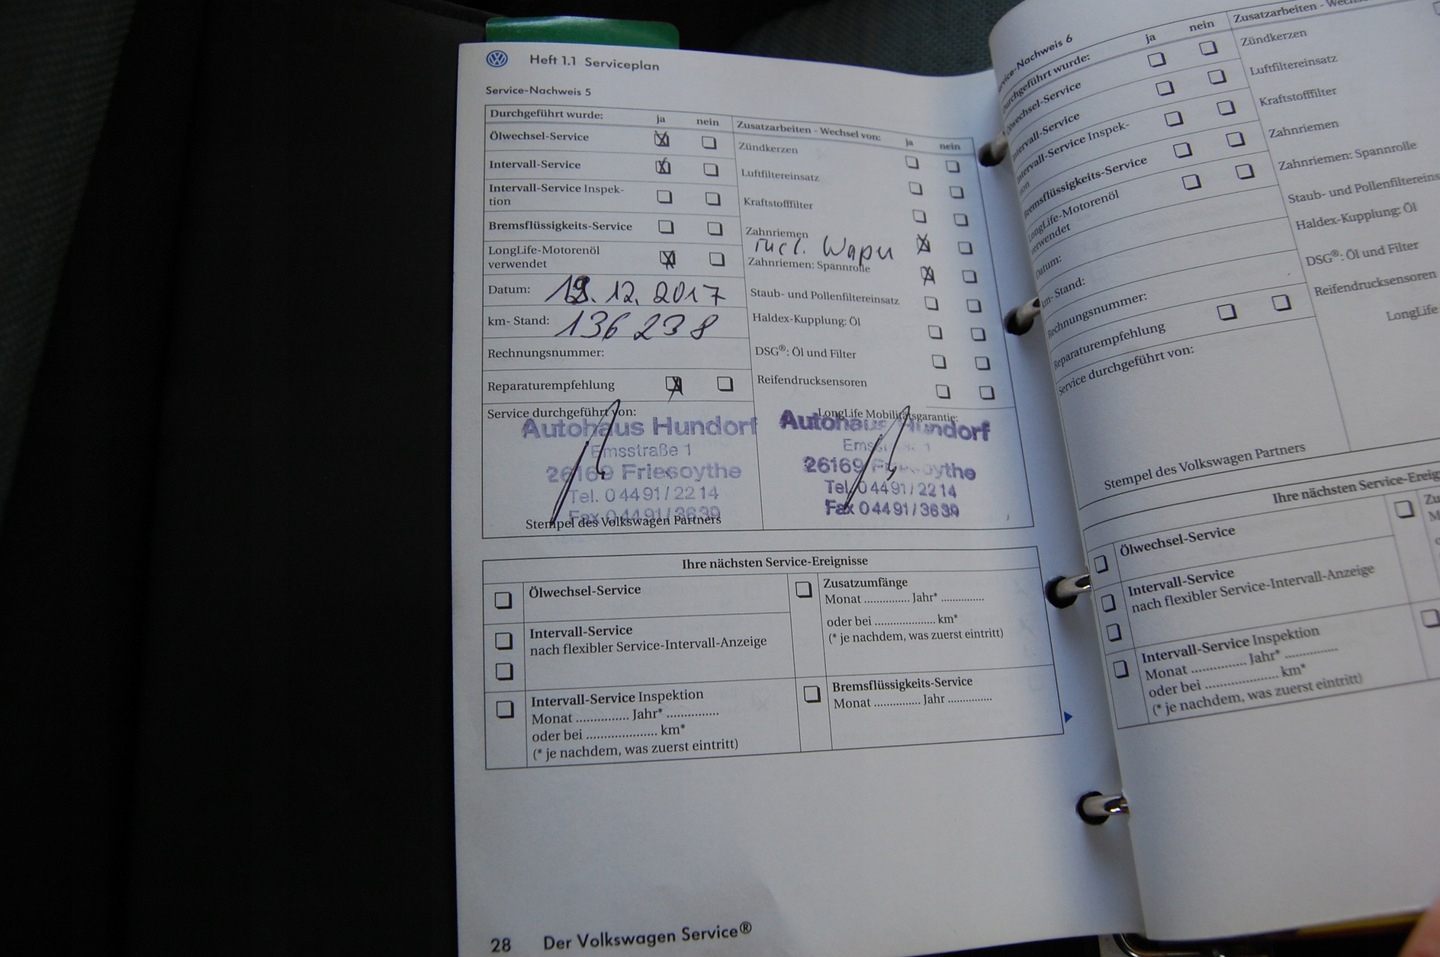 Heft 1.1 Serviceplan
Service-Nachweis 5
Durchgeführt wurde: ja nein
Ölwechsel-Service
Intervall-Service
Intervall-Service Inspek-
tion
Bremsflüssigkeits-Service
LongLife-Motorenöl
verwendet
Datum: 19.12.2017
km- Stand: 136 238
Rechnungsnummer:
Reparaturempfehlung
Service durchgeführt von:
Autohaus Hundorf
Emsstraße 1
26169 Friesoythe
Tel. 04491/2214
Fax 04491/3639
Stempel des Volkswagen Partners
Zusatzarbeiten - Wechsel von: ja nein
Zündkerzen
Luftfiltereinsatz
Kraftstofffilter
Zahnriemen
incl. Wapu
Zahnriemen: Spannrolle
Staub- und Pollenfiltereinsatz
Haldex-Kupplung: Öl
DSG®: Öl und Filter
Reifendrucksensoren
LongLife Mobilitätsgarantie:
Autohaus Hundorf
Emsstraße 1
26169 Friesoythe
Tel. 04491/2214
Fax 04491/3639
Ihre nächsten Service-Ereignisse
Ölwechsel-Service
Intervall-Service
nach flexibler Service-Intervall-Anzeige
Intervall-Service Inspektion
Monat .............. Jahr* ..............
oder bei ................... km*
(* je nachdem, was zuerst eintritt)
Zusatzumfänge
Monat ............ Jahr* ............
oder bei ................ km*
(* je nachdem, was zuerst eintritt)
Bremsflüssigkeits-Service
Monat ............ Jahr ............
28 Der Volkswagen Service®
Service-Nachweis 6
Durchgeführt wurde: ja nein
Ölwechsel-Service
Intervall-Service
Intervall-Service Inspek-
tion
Bremsflüssigkeits-Service
LongLife-Motorenöl
verwendet
Datum:
km- Stand:
Rechnungsnummer:
Reparaturempfehlung
Service durchgeführt von:
Stempel des Volkswagen Partners
Zusatzarbeiten - Wechsel
Zündkerzen
Luftfiltereinsatz
Kraftstofffilter
Zahnriemen
Zahnriemen: Spannrolle
Staub- und Pollenfiltereins
Haldex-Kupplung: Öl
DSG®: Öl und Filter
Reifendrucksensoren
LongLife
Ihre nächsten Service-Ereig
Ölwechsel-Service
Intervall-Service
nach flexibler Service-Intervall-Anzeige
Intervall-Service Inspektion
Monat .............. Jahr* ..............
oder bei ................... km*
(* je nachdem, was zuerst eintritt)